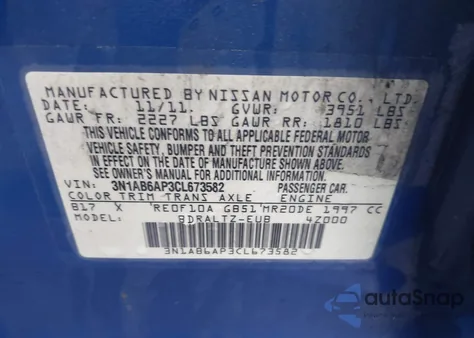 MANUFACTURED BY NISSAN MOTOR CO., LTD.
DATE: 11/11. GVWR: 3951 LBS
GAWR FR: 2227 LBS GAWR RR: 1810 LBS
THIS VEHICLE CONFORMS TO ALL APPLICABLE FEDERAL MOTOR
VEHICLE SAFETY, BUMPER AND THEFT PREVENTION STANDARDS
IN EFFECT ON THE DATE OF MANUFACTURE SHOWN ABOVE.
SEE OWNER'S MANUAL FOR ADDITIONAL INFORMATION.
VIN: 3N1AB6AP3CL673582 PASSENGER CAR.
COLOR TRIM TRANS AXLE ENGINE
B17 X RE0F10A GB51 MR20DE 1997 CC
MODEL: BDRALTZ-EUB 4Z000
3N1AB6AP3CL673582
autoSnap